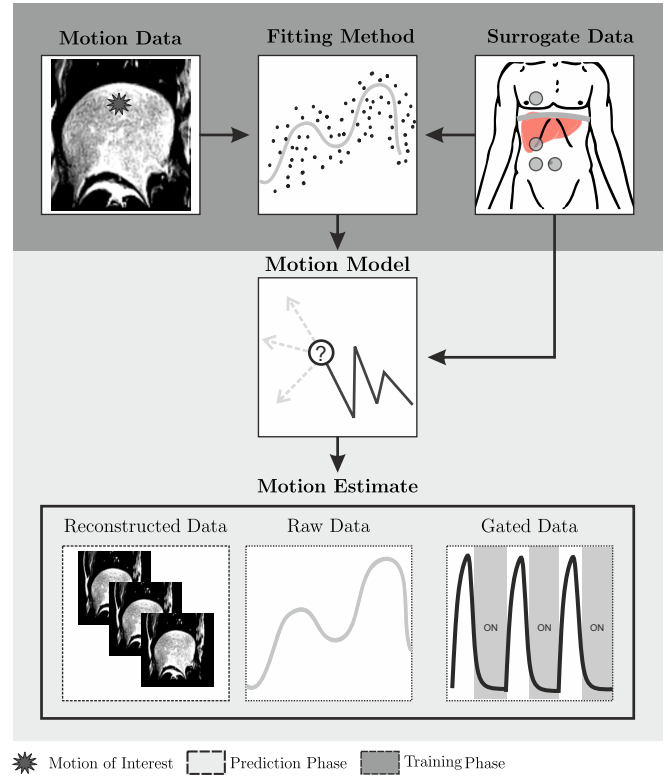 Motion Data Fitting Method Surrogate Data
Motion Model
?
Motion Estimate
Reconstructed Data Raw Data Gated Data
ON ON ON
Motion of Interest Prediction Phase Training Phase